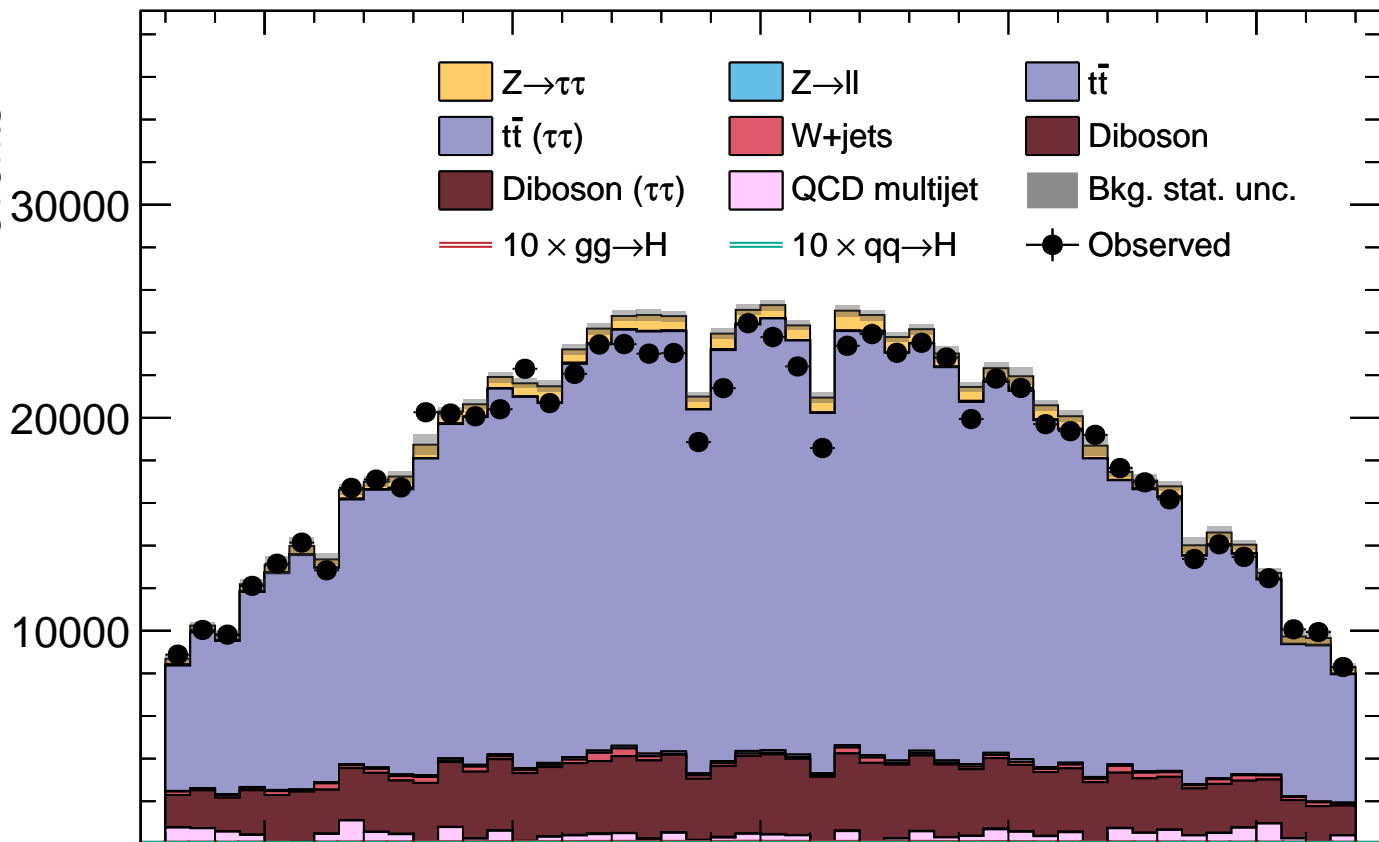 Z→ττ Z→ll tt̄
tt̄ (ττ) W+jets Diboson
Diboson (ττ) QCD multijet Bkg. stat. unc.
10 × gg→H 10 × qq→H Observed
30000
20000
10000